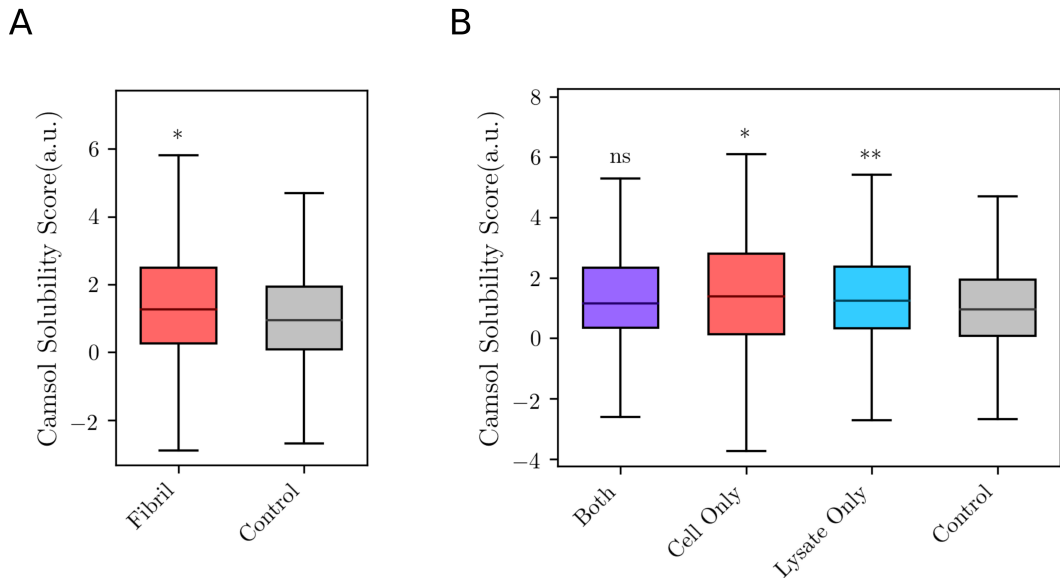 A
B
Camsol Solubility Score(a.u.)
6
4
2
0
−2
*
Fibril
Control
Camsol Solubility Score(a.u.)
8
6
4
2
0
−2
−4
ns
*
**
Both
Cell Only
Lysate Only
Control